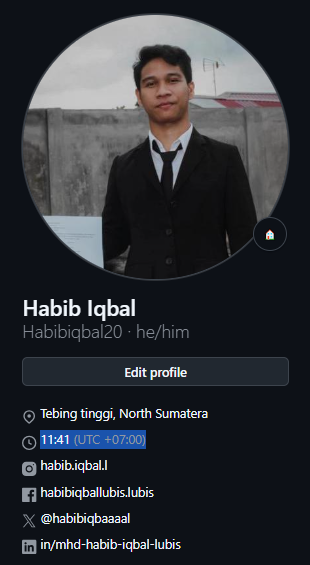 Habib Iqbal
Habibiqbal20 · he/him
Edit profile
Tebing tinggi, North Sumatera
11:41 (UTC +07:00)
habib.iqbal.l
habibiqballubis.lubis
@habibiqbaaaal
in/mhd-habib-iqbal-lubis